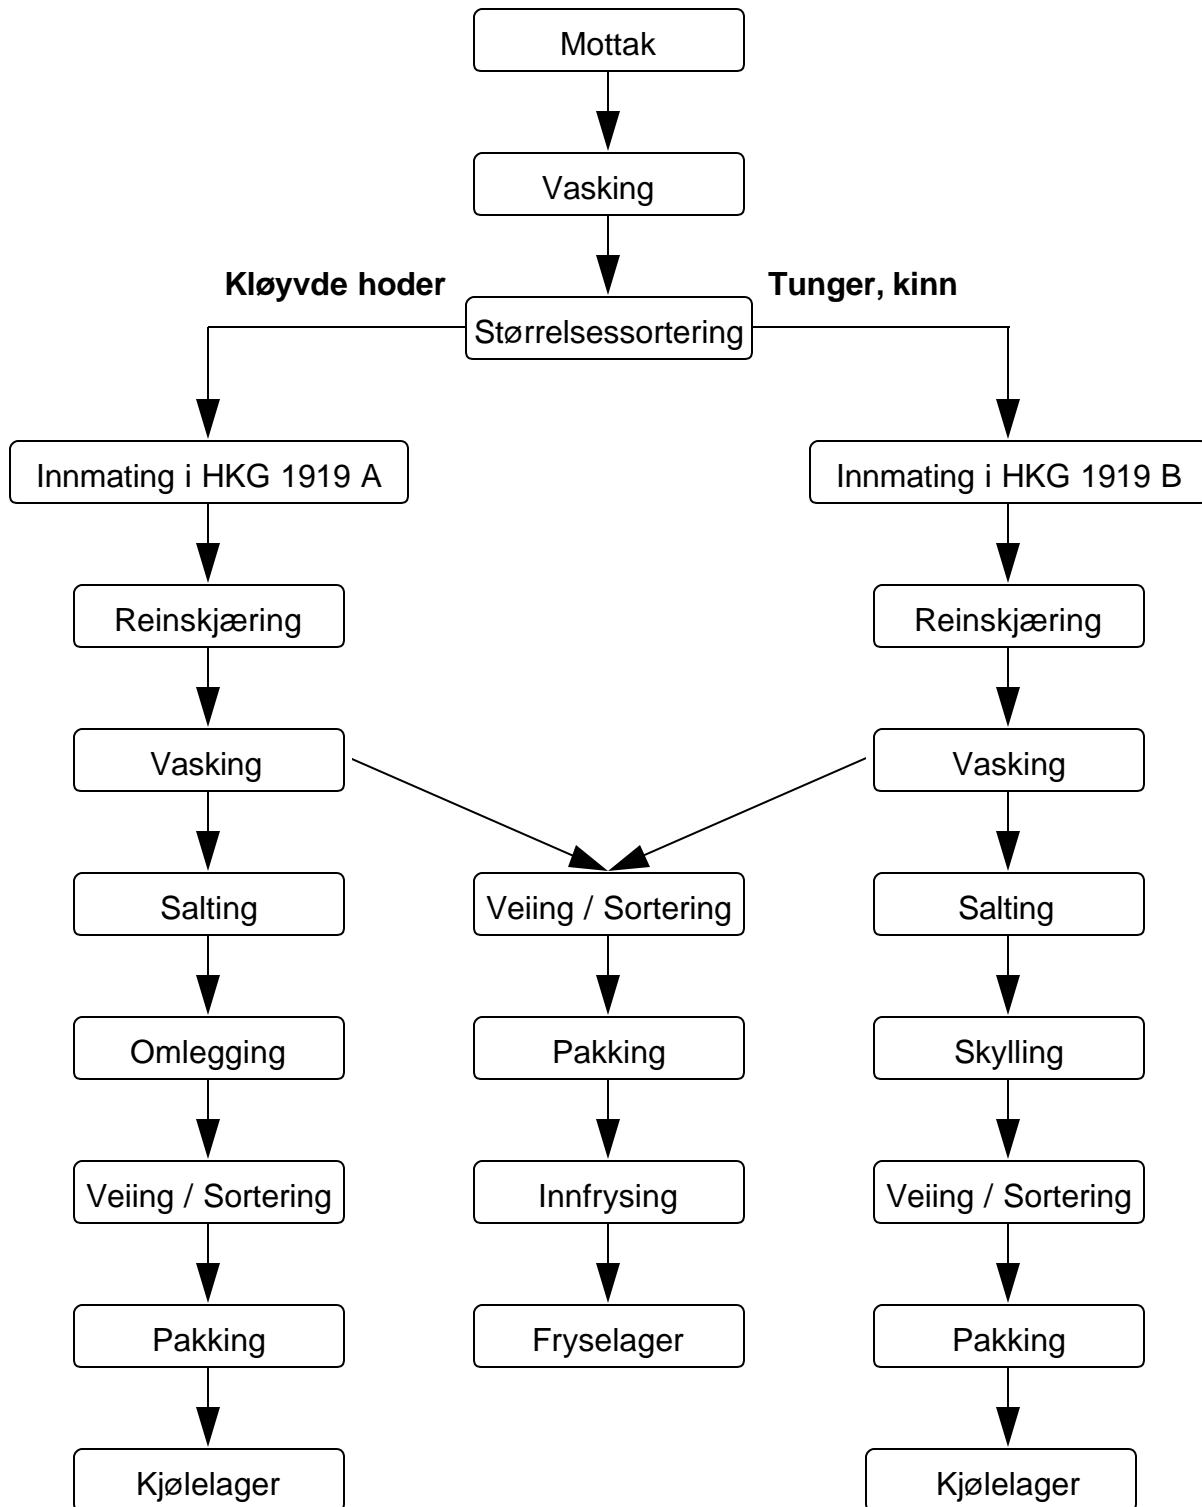 Mottak
Vasking
Kløyvde hoder
Tunger, kinn
Størrelsessortering
Innmating i HKG 1919 A
Innmating i HKG 1919 B
Reinskjæring
Reinskjæring
Vasking
Vasking
Salting
Veiing / Sortering
Salting
Omlegging
Pakking
Skylling
Veiing / Sortering
Innfrysing
Veiing / Sortering
Pakking
Fryselager
Pakking
Kjølelager
Kjølelager